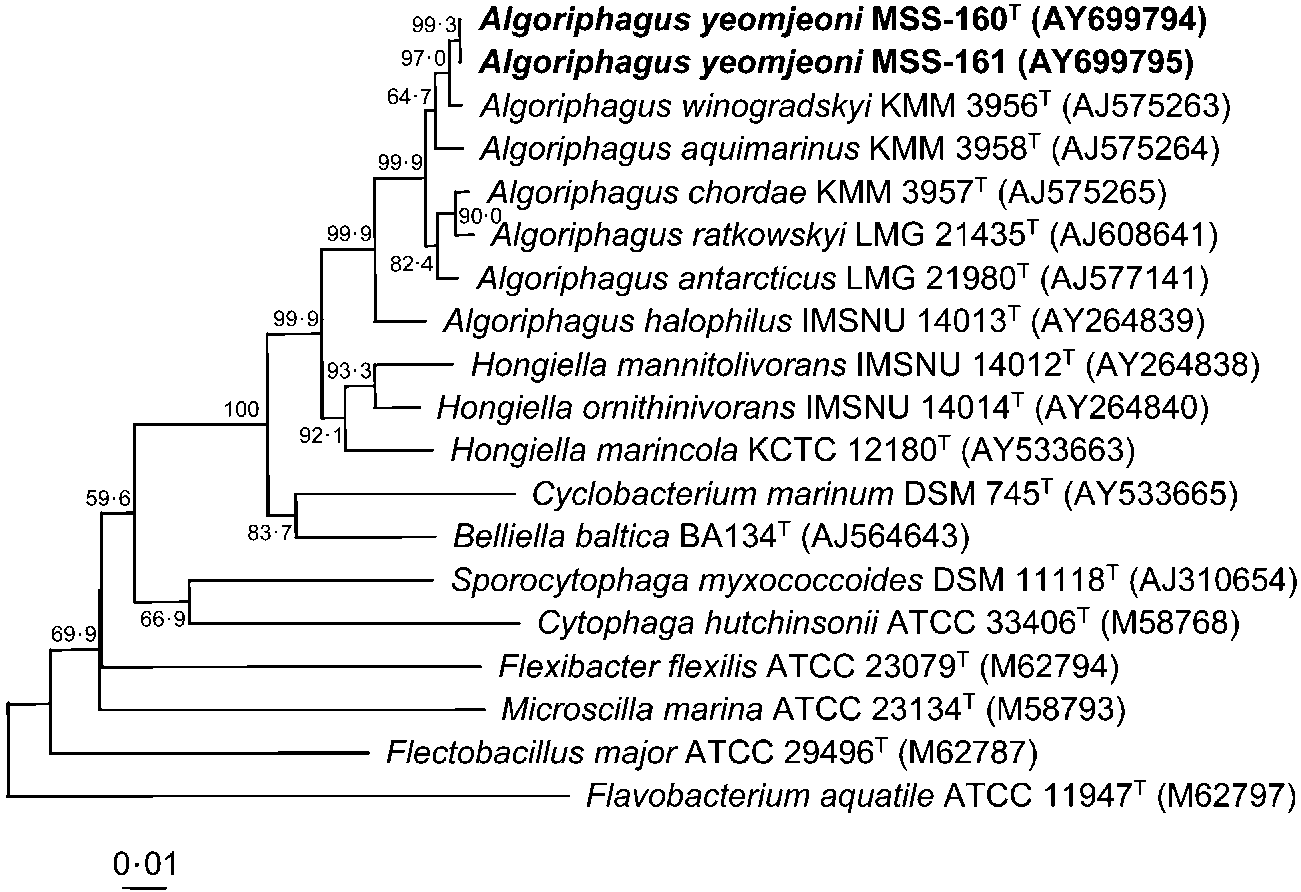 99·3
Algoriphagus yeomjeoni MSS-160ᵀ (AY699794)
97·0
Algoriphagus yeomjeoni MSS-161 (AY699795)
64·7
Algoriphagus winogradskyi KMM 3956ᵀ (AJ575263)
99·9
Algoriphagus aquimarinus KMM 3958ᵀ (AJ575264)
Algoriphagus chordae KMM 3957ᵀ (AJ575265)
90·0
99·9
Algoriphagus ratkowskyi LMG 21435ᵀ (AJ608641)
82·4
Algoriphagus antarcticus LMG 21980ᵀ (AJ577141)
99·9
Algoriphagus halophilus IMSNU 14013ᵀ (AY264839)
93·3
Hongiella mannitolivorans IMSNU 14012ᵀ (AY264838)
100
Hongiella ornithinivorans IMSNU 14014ᵀ (AY264840)
92·1
Hongiella marincola KCTC 12180ᵀ (AY533663)
59·6
Cyclobacterium marinum DSM 745ᵀ (AY533665)
83·7
Belliella baltica BA134ᵀ (AJ564643)
Sporocytophaga myxococcoides DSM 11118ᵀ (AJ310654)
66·9
Cytophaga hutchinsonii ATCC 33406ᵀ (M58768)
69·9
Flexibacter flexilis ATCC 23079ᵀ (M62794)
Microscilla marina ATCC 23134ᵀ (M58793)
Flectobacillus major ATCC 29496ᵀ (M62787)
Flavobacterium aquatile ATCC 11947ᵀ (M62797)
0·01